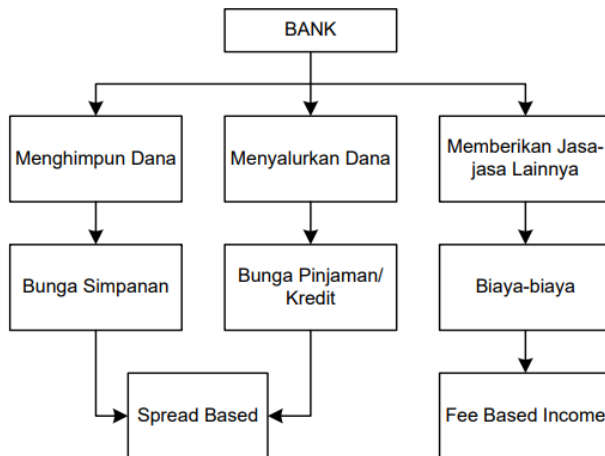 BANK
Menghimpun Dana
Menyalurkan Dana
Memberikan Jasa-
jasa Lainnya
Bunga Simpanan
Bunga Pinjaman/
Kredit
Biaya-biaya
Spread Based
Fee Based Income